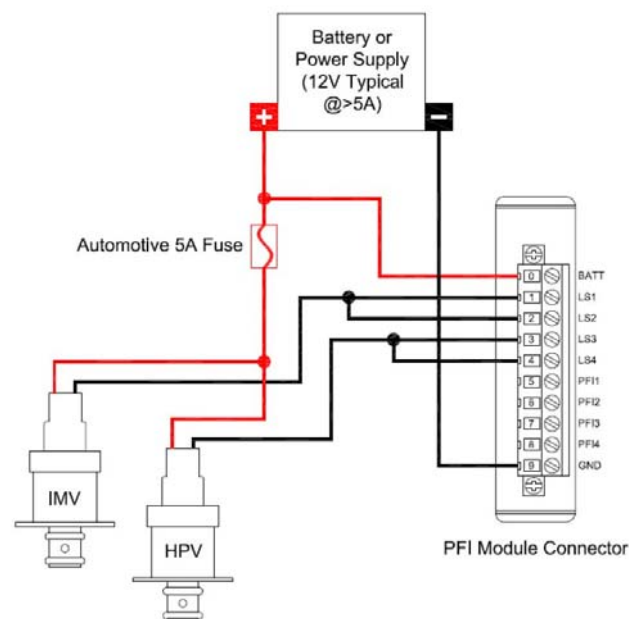 Battery or
Power Supply
(12V Typical
@>5A)
+
-
Automotive 5A Fuse
0 BATT
1 LS1
2 LS2
3 LS3
4 LS4
5 PFI1
6 PFI2
7 PFI3
8 PFI4
9 GND
IMV
HPV
PFI Module Connector